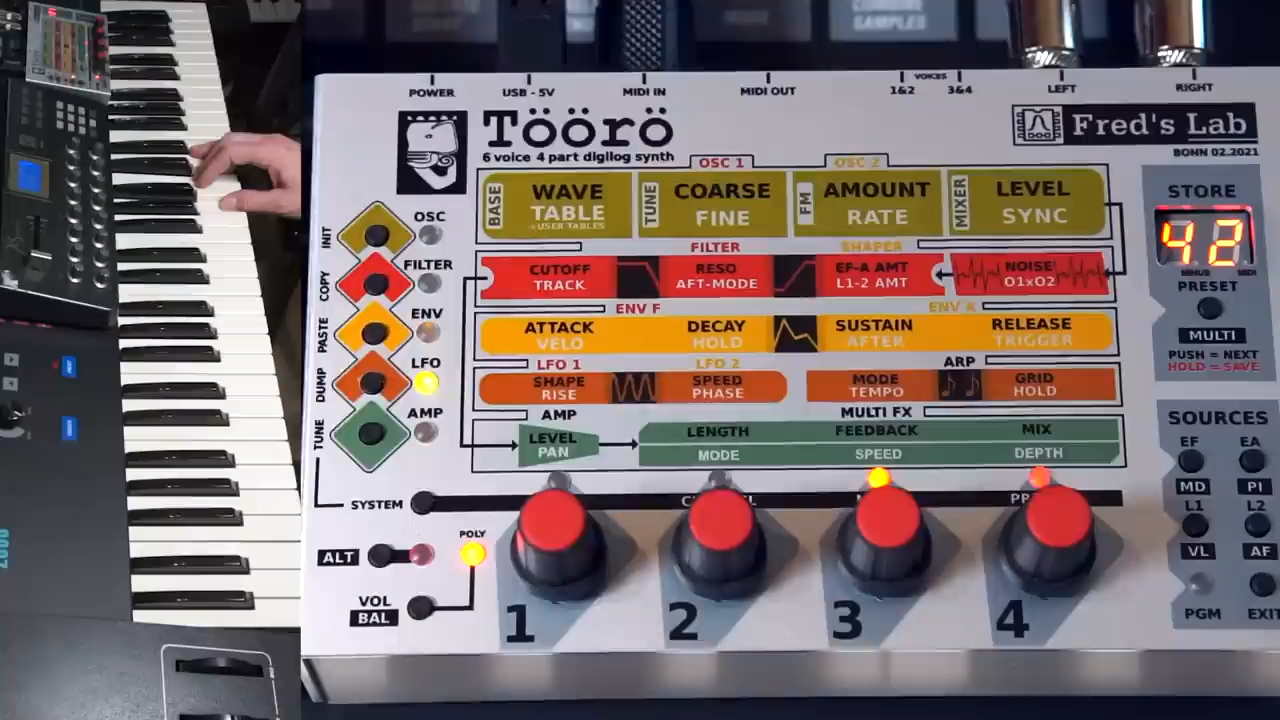 SAMPLES
POWER
USB - 5V
MIDI IN
MIDI OUT
VOICES
1&2
3&4
LEFT
RIGHT
Tööro
6 voice 4 part digilog synth
Fred's Lab
BONN 02.2021
OSC 1
OSC 2
BASE
WAVE
TABLE
+USER TABLES
TUNE
COARSE
FINE
FM
AMOUNT
RATE
MIXER
LEVEL
SYNC
STORE
42
MINUB
MIDI
PRESET
MULTI
PUSH = NEXT
HOLD = SAVE
INIT
OSC
COPY
FILTER
PASTE
ENV
DUMP
LFO
TUNE
AMP
FILTER
SHAPER
CUTOFF
TRACK
RESO
AFT-MODE
EF-A AMT
L1-2 AMT
NOISE
O1xO2
ENV F
ENV A
ATTACK
VELO
DECAY
HOLD
SUSTAIN
AFTER
RELEASE
TRIGGER
LFO 1
LFO 2
ARP
SHAPE
RISE
SPEED
PHASE
MODE
TEMPO
GRID
HOLD
AMP
MULTI FX
LEVEL
PAN
LENGTH
MODE
FEEDBACK
SPEED
MIX
DEPTH
SYSTEM
ALT
POLY
VOL
BAL
1
2
3
4
SOURCES
EF
EA
MD
PI
L1
L2
VL
AF
PGM
EXIT